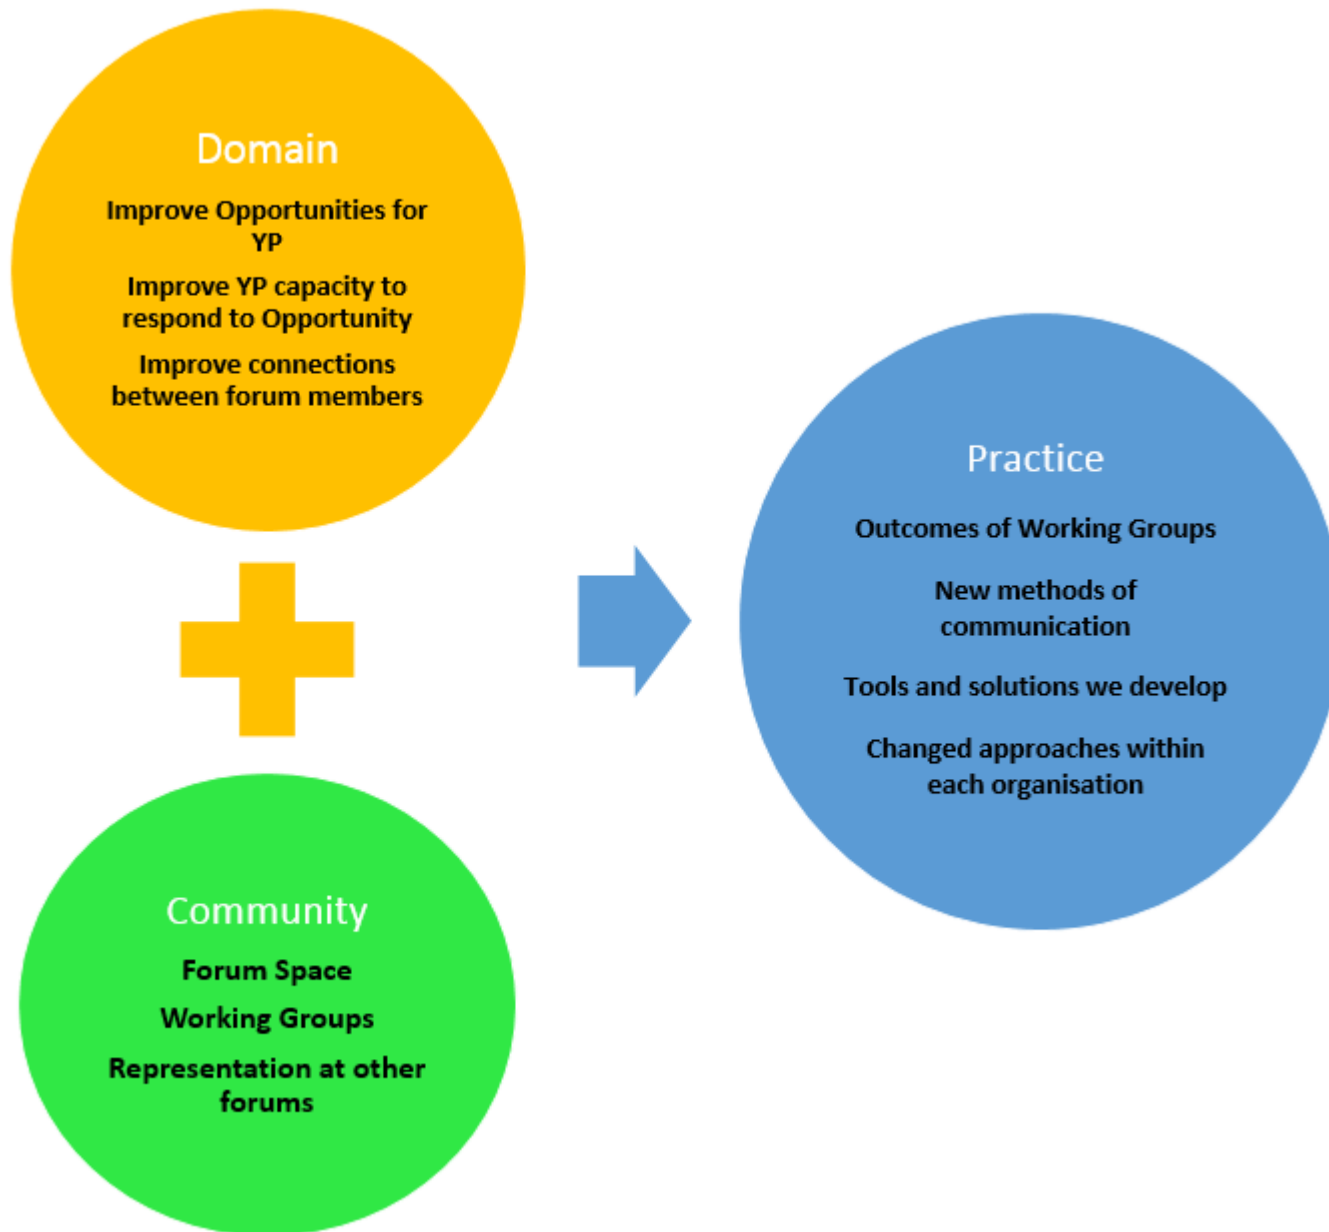 Domain
Improve Opportunities for
YP
Improve YP capacity to
respond to Opportunity
Improve connections
between forum members
Community
Forum Space
Working Groups
Representation at other
forums
Practice
Outcomes of Working Groups
New methods of
communication
Tools and solutions we develop
Changed approaches within
each organisation